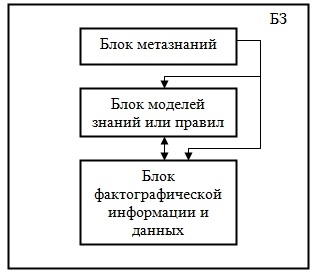 БЗ
Блок метазнаний
Блок моделей
знаний или правил
Блок
фактографической
информации и
данных